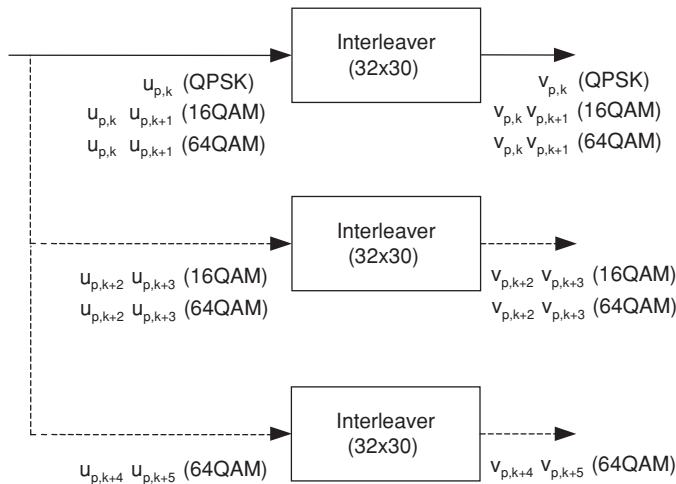 Interleaver
(32x30)
u_{p,k} (QPSK)
u_{p,k} u_{p,k+1} (16QAM)
u_{p,k} u_{p,k+1} (64QAM)
v_{p,k} (QPSK)
v_{p,k} v_{p,k+1} (16QAM)
v_{p,k} v_{p,k+1} (64QAM)
Interleaver
(32x30)
u_{p,k+2} u_{p,k+3} (16QAM)
u_{p,k+2} u_{p,k+3} (64QAM)
v_{p,k+2} v_{p,k+3} (16QAM)
v_{p,k+2} v_{p,k+3} (64QAM)
Interleaver
(32x30)
u_{p,k+4} u_{p,k+5} (64QAM)
v_{p,k+4} v_{p,k+5} (64QAM)